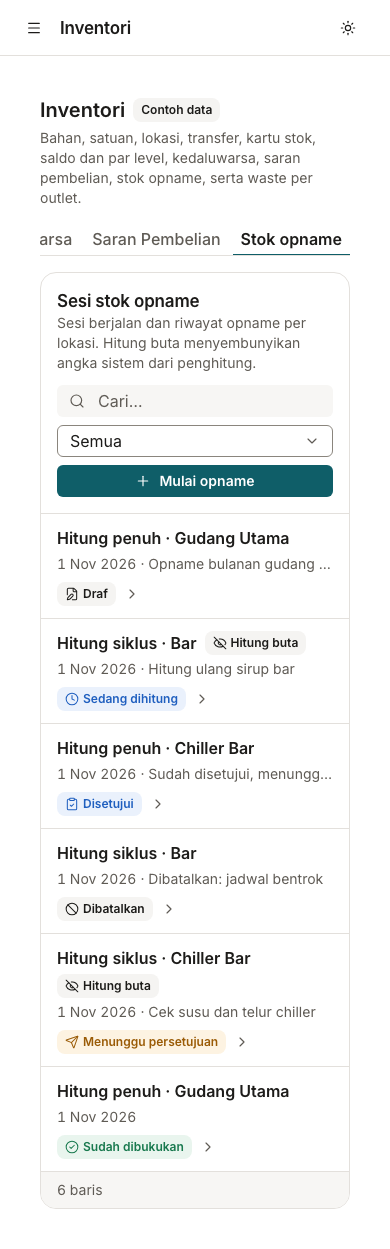 Inventori
Inventori Contoh data
Bahan, satuan, lokasi, transfer, kartu stok,
saldo dan par level, kedaluwarsa, saran
pembelian, stok opname, serta waste per
outlet.
arsa Saran Pembelian Stok opname
Sesi stok opname
Sesi berjalan dan riwayat opname per
lokasi. Hitung buta menyembunyikan
angka sistem dari penghitung.
Cari...
Semua
Mulai opname
Hitung penuh · Gudang Utama
1 Nov 2026 · Opname bulanan gudang ...
Draf
Hitung siklus · Bar Hitung buta
1 Nov 2026 · Hitung ulang sirup bar
Sedang dihitung
Hitung penuh · Chiller Bar
1 Nov 2026 · Sudah disetujui, menungg...
Disetujui
Hitung siklus · Bar
1 Nov 2026 · Dibatalkan: jadwal bentrok
Dibatalkan
Hitung siklus · Chiller Bar
Hitung buta
1 Nov 2026 · Cek susu dan telur chiller
Menunggu persetujuan
Hitung penuh · Gudang Utama
1 Nov 2026
Sudah dibukukan
6 baris